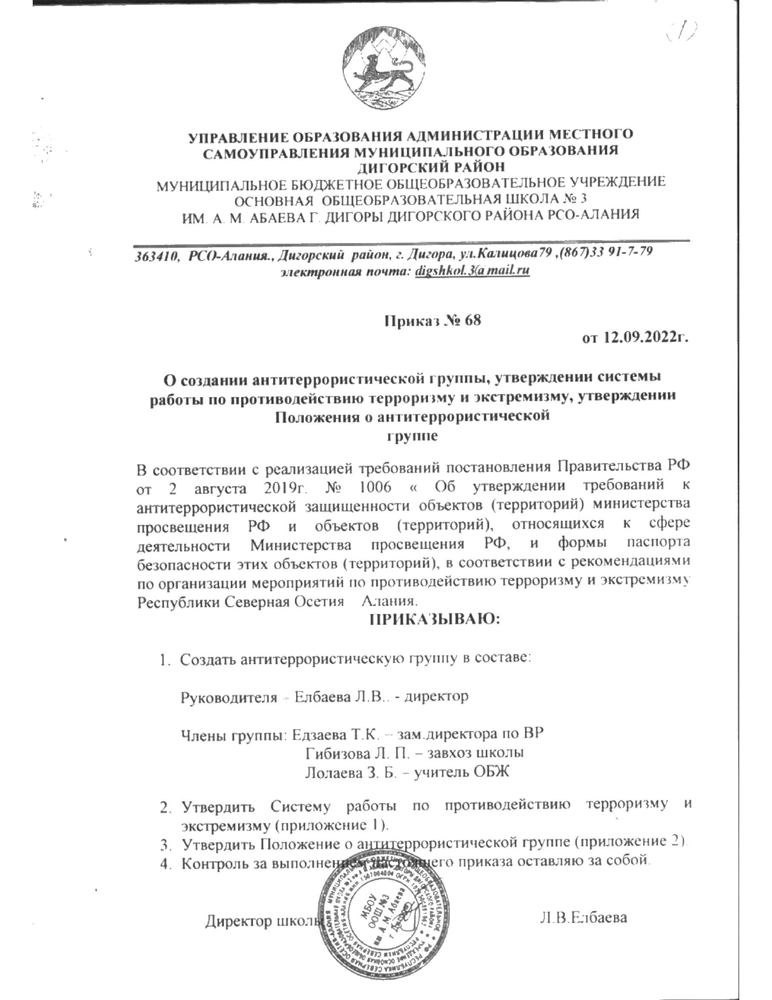 (1)
УПРАВЛЕНИЕ ОБРАЗОВАНИЯ АДМИНИСТРАЦИИ МЕСТНОГО
САМОУПРАВЛЕНИЯ МУНИЦИПАЛЬНОГО ОБРАЗОВАНИЯ
ДИГОРСКИЙ РАЙОН
МУНИЦИПАЛЬНОЕ БЮДЖЕТНОЕ ОБЩЕОБРАЗОВАТЕЛЬНОЕ УЧРЕЖДЕНИЕ
ОСНОВНАЯ ОБЩЕОБРАЗОВАТЕЛЬНАЯ ШКОЛА № 3
ИМ. А. М. АБАЕВА Г. ДИГОРЫ ДИГОРСКОГО РАЙОНА РСО-АЛАНИЯ
363410, РСО-Алания., Дигорский район, г. Дигора, ул.Калицова79 ,(867)33 91-7-79
электронная почта: digshkol.3@mail.ru
Приказ № 68
от 12.09.2022г.
О создании антитеррористической группы, утверждении системы
работы по противодействию терроризму и экстремизму, утверждении
Положения о антитеррористической
группе
В соответствии с реализацией требований постановления Правительства РФ
от 2 августа 2019г. № 1006 « Об утверждении требований к
антитеррористической защищенности объектов (территорий) министерства
просвещения РФ и объектов (территорий), относящихся к сфере
деятельности Министерства просвещения РФ, и формы паспорта
безопасности этих объектов (территорий), в соответствии с рекомендациями
по организации мероприятий по противодействию терроризму и экстремизму
Республики Северная Осетия Алания.
ПРИКАЗЫВАЮ:
1. Создать антитеррористическую группу в составе:
Руководителя – Елбаева Л.В.. - директор
Члены группы: Едзаева Т.К. – зам.директора по ВР
Гибизова Л. П. – завхоз школы
Лолаева З. Б. – учитель ОБЖ
2. Утвердить Систему работы по противодействию терроризму и
экстремизму (приложение 1).
3. Утвердить Положение о антитеррористической группе (приложение 2)
4. Контроль за выполнением настоящего приказа оставляю за собой.
Директор школы
Л.В.Елбаева
МБОУ
ООШ №3
им А. М. Абаева
г Дигоры